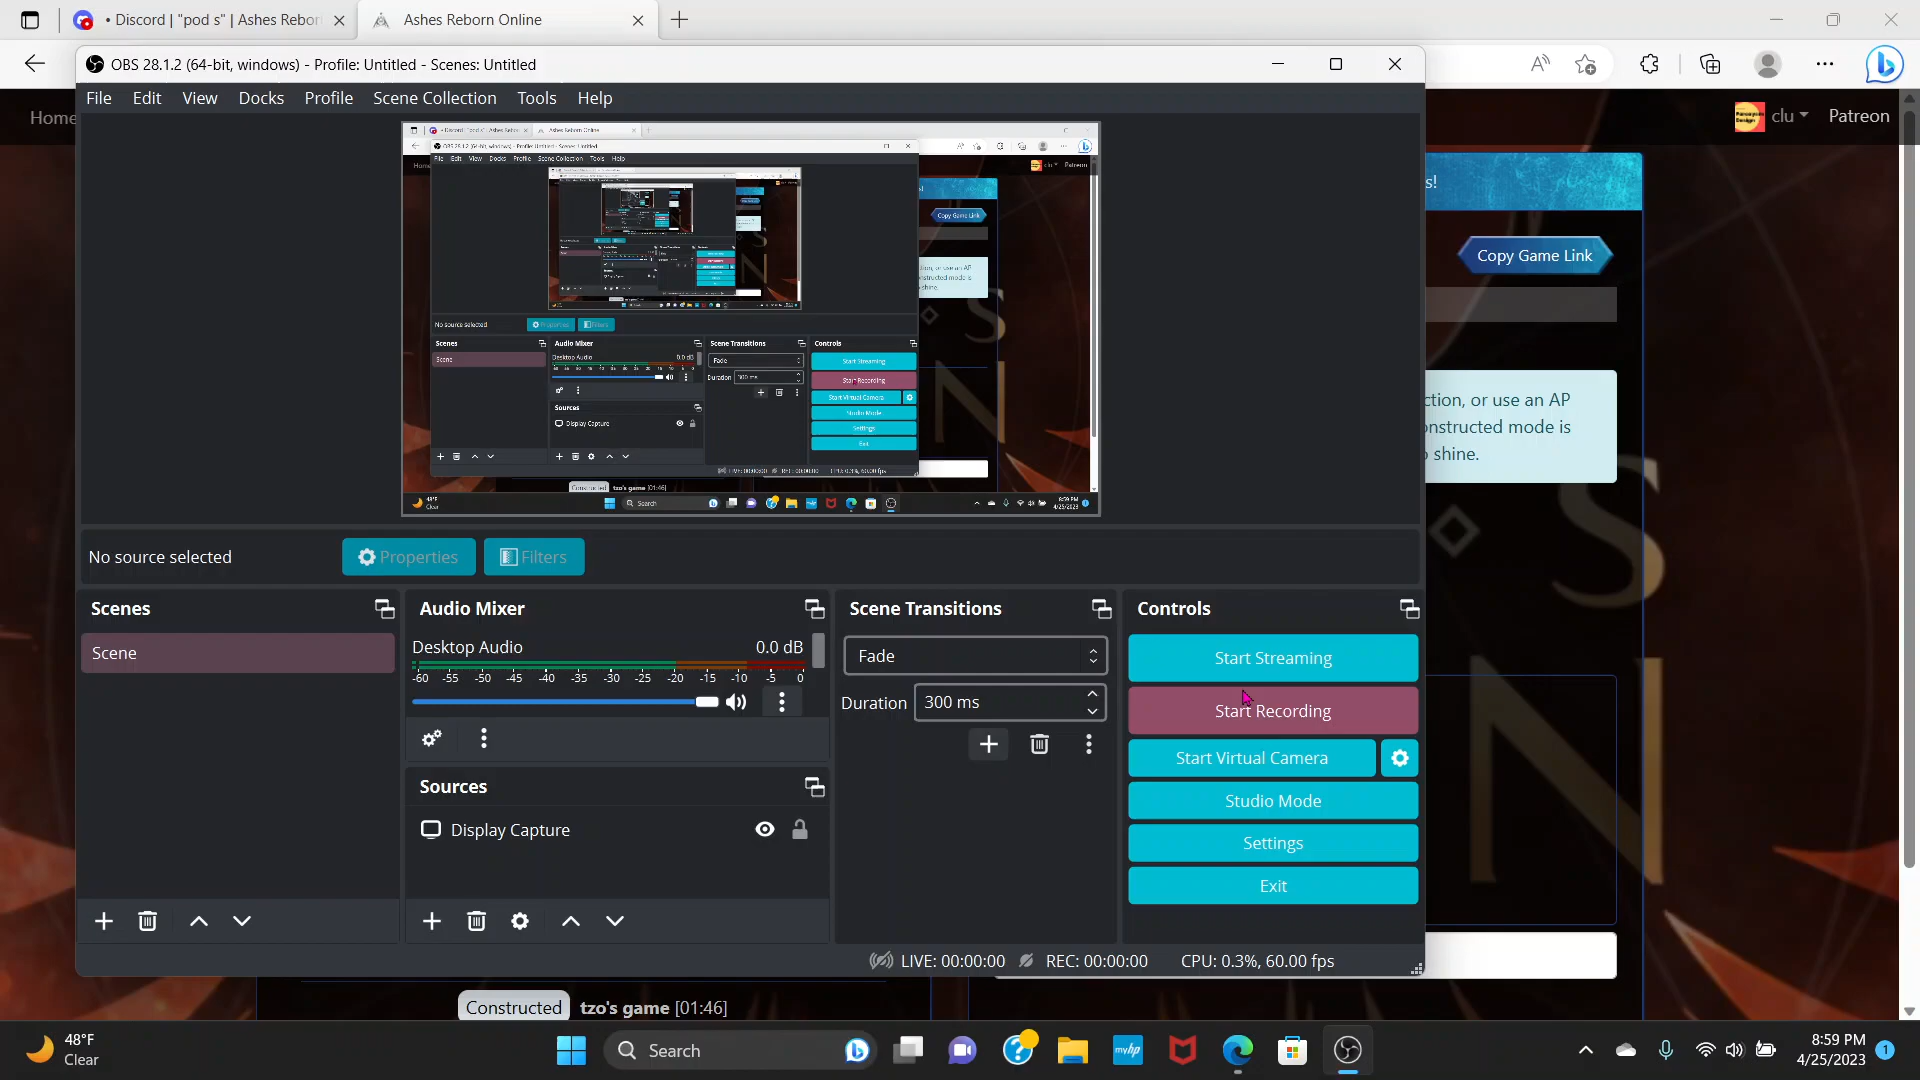 • Discord | "pod s" | Ashes Rebor
Ashes Reborn Online
OBS 28.1.2 (64-bit, windows) - Profile: Untitled - Scenes: Untitled
File Edit View Docks Profile Scene Collection Tools Help
Home
clu
Patreon
s!
Copy Game Link
ction, or use an AP
onstructed mode is
shine.
No source selected
Properties
Filters
Scenes
Scene
Audio Mixer
Desktop Audio 0.0 dB
-60 -55 -50 -45 -40 -35 -30 -25 -20 -15 -10 -5 0
Sources
Display Capture
Scene Transitions
Fade
Duration 300 ms
Controls
Start Streaming
Start Recording
Start Virtual Camera
Studio Mode
Settings
Exit
LIVE: 00:00:00 REC: 00:00:00 CPU: 0.3%, 60.00 fps
Constructed tzo's game [01:46]
48°F
Clear
Search
myhp
8:59 PM
4/25/2023
1